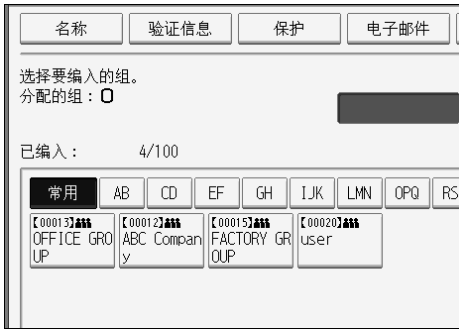 名称 验证信息 保护 电子邮件
选择要编入的组。
分配的组：0
已编入： 4/100
常用 AB CD EF GH IJK LMN OPQ RS
【00013】 【00012】 【00015】 【00020】
OFFICE GRO ABC Compan FACTORY GR user
UP y OUP